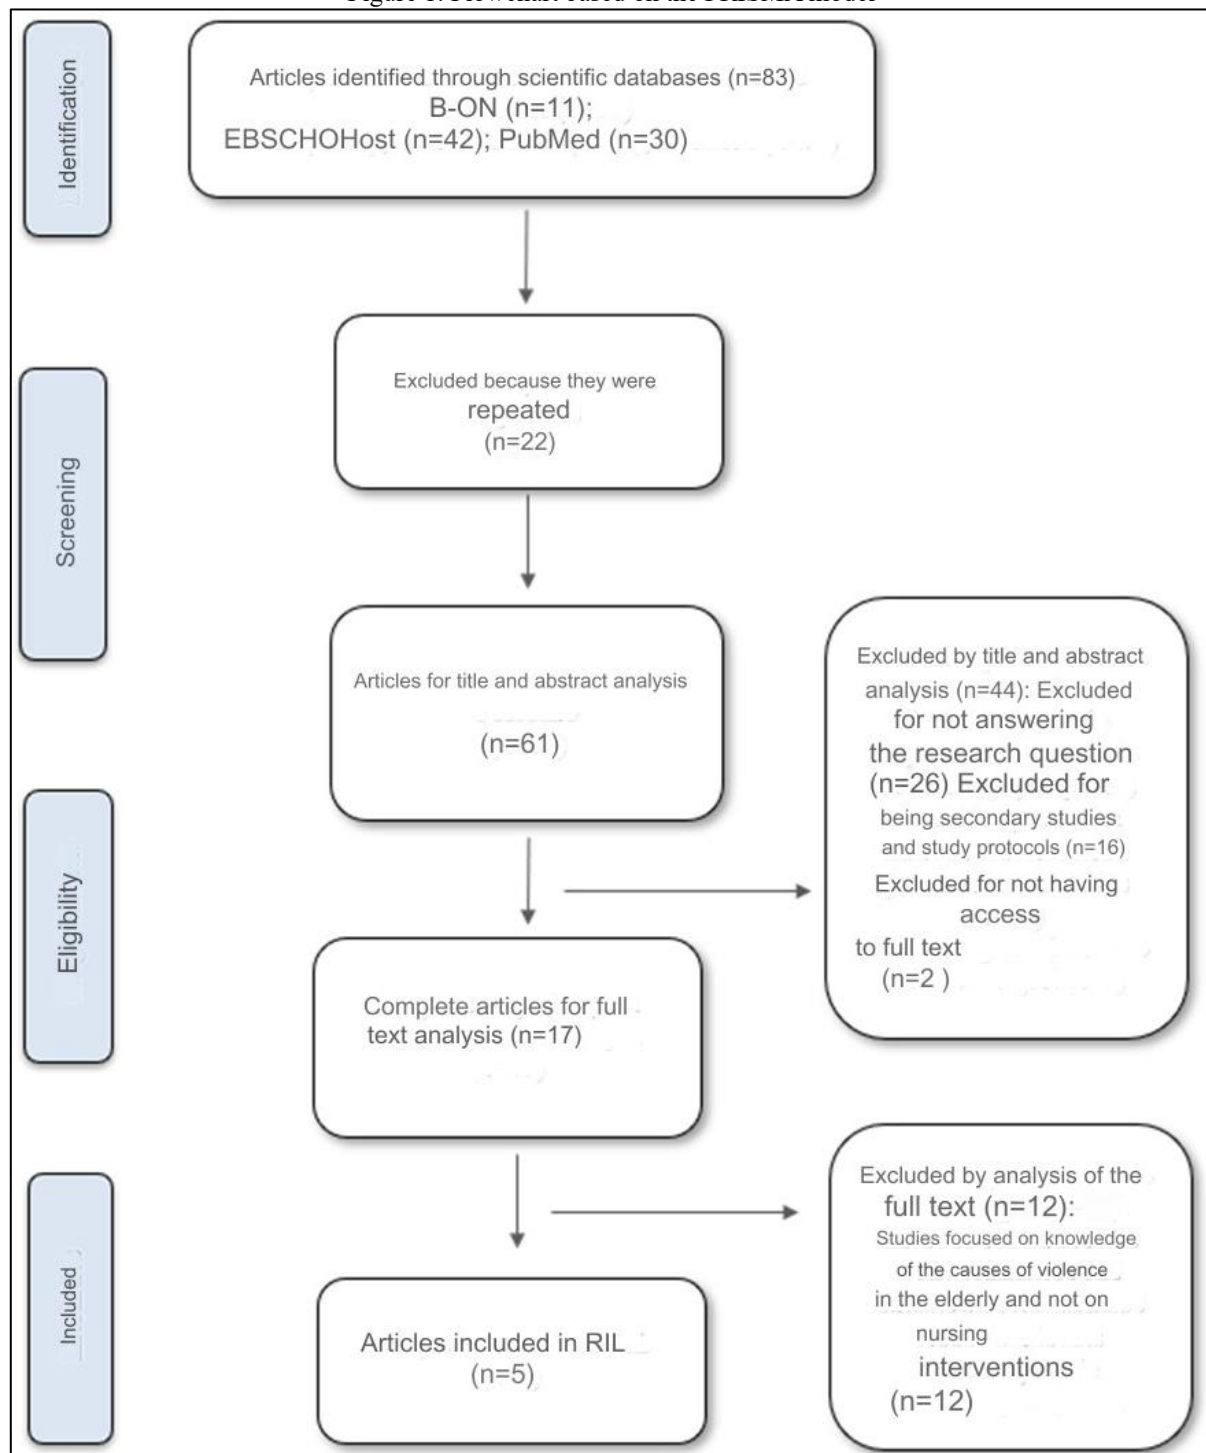 Identification
Articles identified through scientific databases (n=83)
B-ON (n=11);
EBSCHOHost (n=42); PubMed (n=30)
Screening
Excluded because they were
repeated
(n=22)
Articles for title and abstract analysis
(n=61)
Excluded by title and abstract
analysis (n=44): Excluded
for not answering
the research question
(n=26) Excluded for
being secondary studies
and study protocols (n=16)
Excluded for not having
access
to full text
(n=2 )
Eligibility
Complete articles for full
text analysis (n=17)
Included
Excluded by analysis of the
full text (n=12):
Studies focused on knowledge
of the causes of violence
in the elderly and not on
nursing
interventions
(n=12)
Articles included in RIL
(n=5)